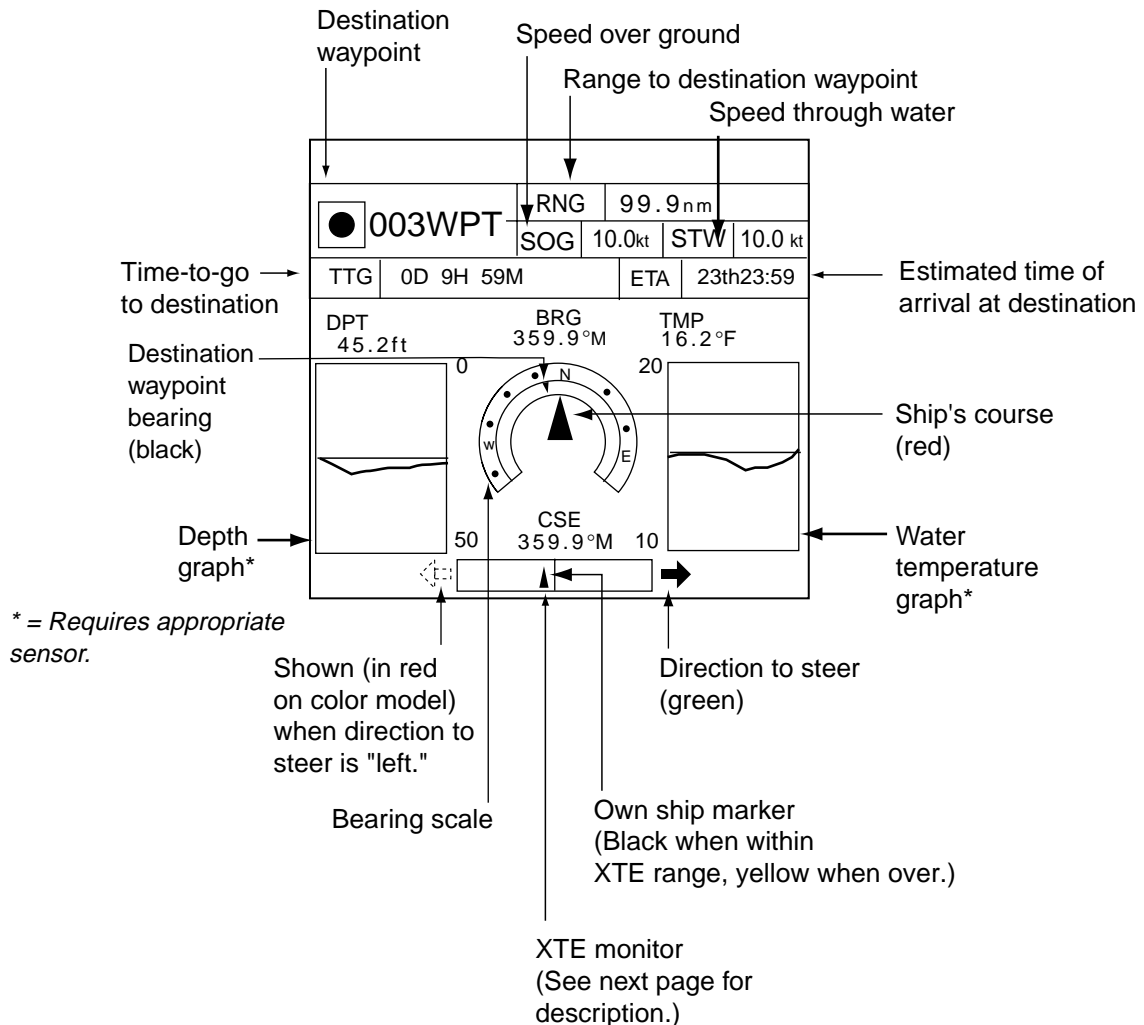 Destination
waypoint
Speed over ground
Range to destination waypoint
Speed through water
RNG 99.9nm
003WPT
SOG 10.0kt STW 10.0 kt
Time-to-go
to destination
TTG 0D 9H 59M ETA 23th23:59
Estimated time of
arrival at destination
DPT
45.2ft
BRG
359.9°M
TMP
16.2°F
Destination
waypoint
bearing
(black)
0
20
N
W
E
Ship's course
(red)
Depth
graph*
50
CSE
359.9°M
10
Water
temperature
graph*
* = Requires appropriate
sensor.
Shown (in red
on color model)
when direction to
steer is "left."
Direction to steer
(green)
Bearing scale
Own ship marker
(Black when within
XTE range, yellow when over.)
XTE monitor
(See next page for
description.)